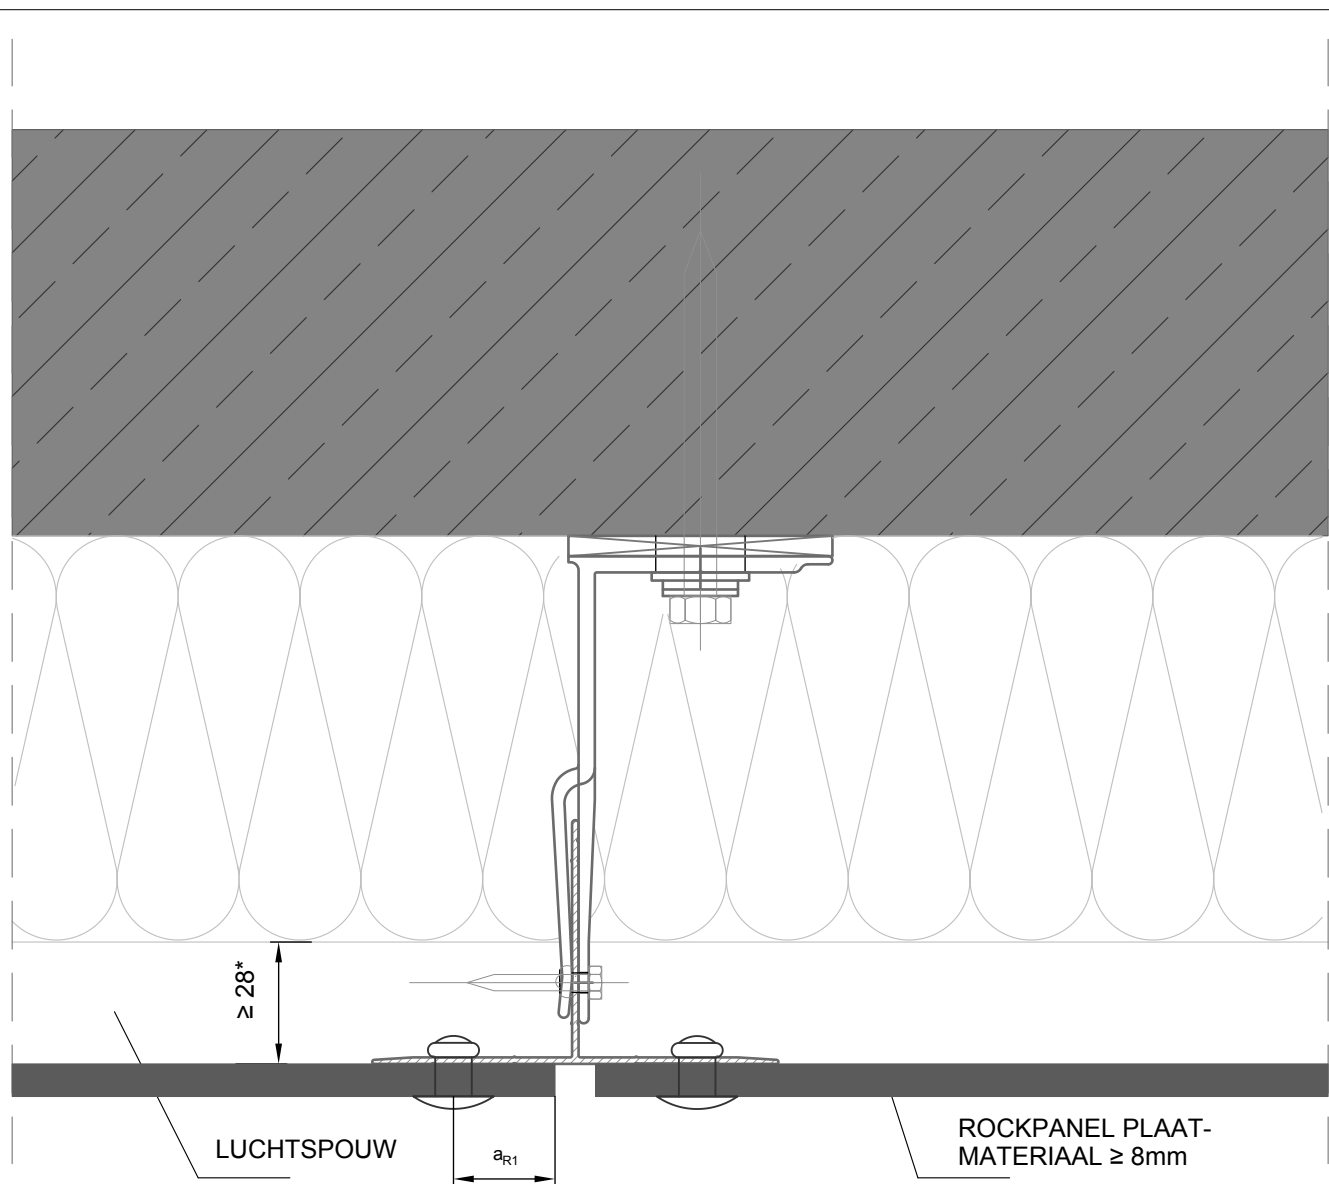 ≥ 28*
LUCHTSPOUW
aR1
ROCKPANEL PLAAT-
MATERIAAL ≥ 8mm